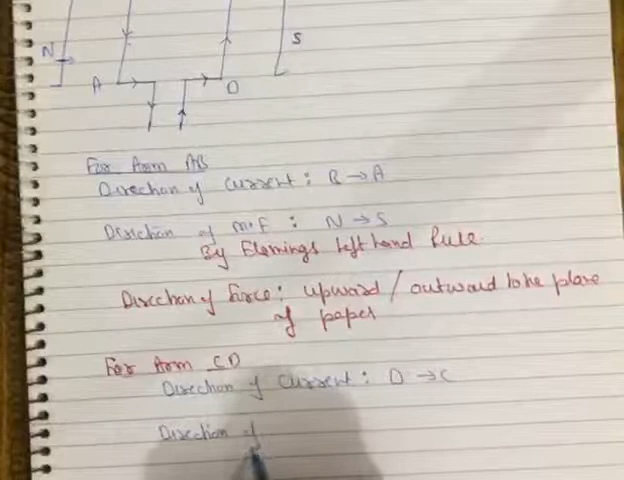 N
S
A
D
For Arm AB
Direction of current : B → A
Direction of M.F : N → S
By Flemings left hand Rule.
Direction of Force : upward / outward to the plane
of paper
For Arm CD
Direction of current : D → C
Direction of